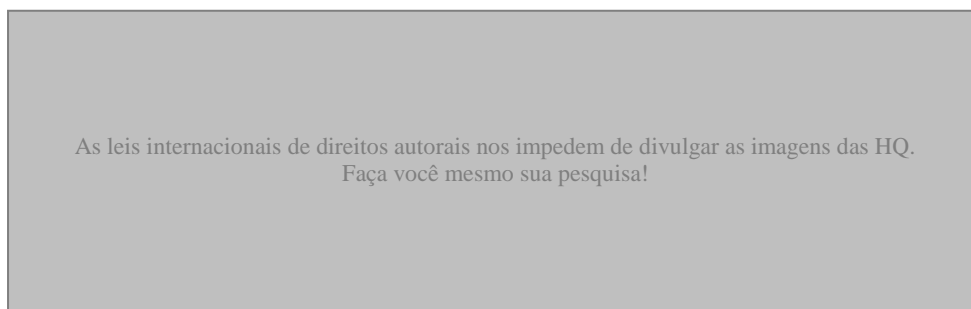 As leis internacionais de direitos autorais nos impedem de divulgar as imagens das HQ.
Faça você mesmo sua pesquisa!